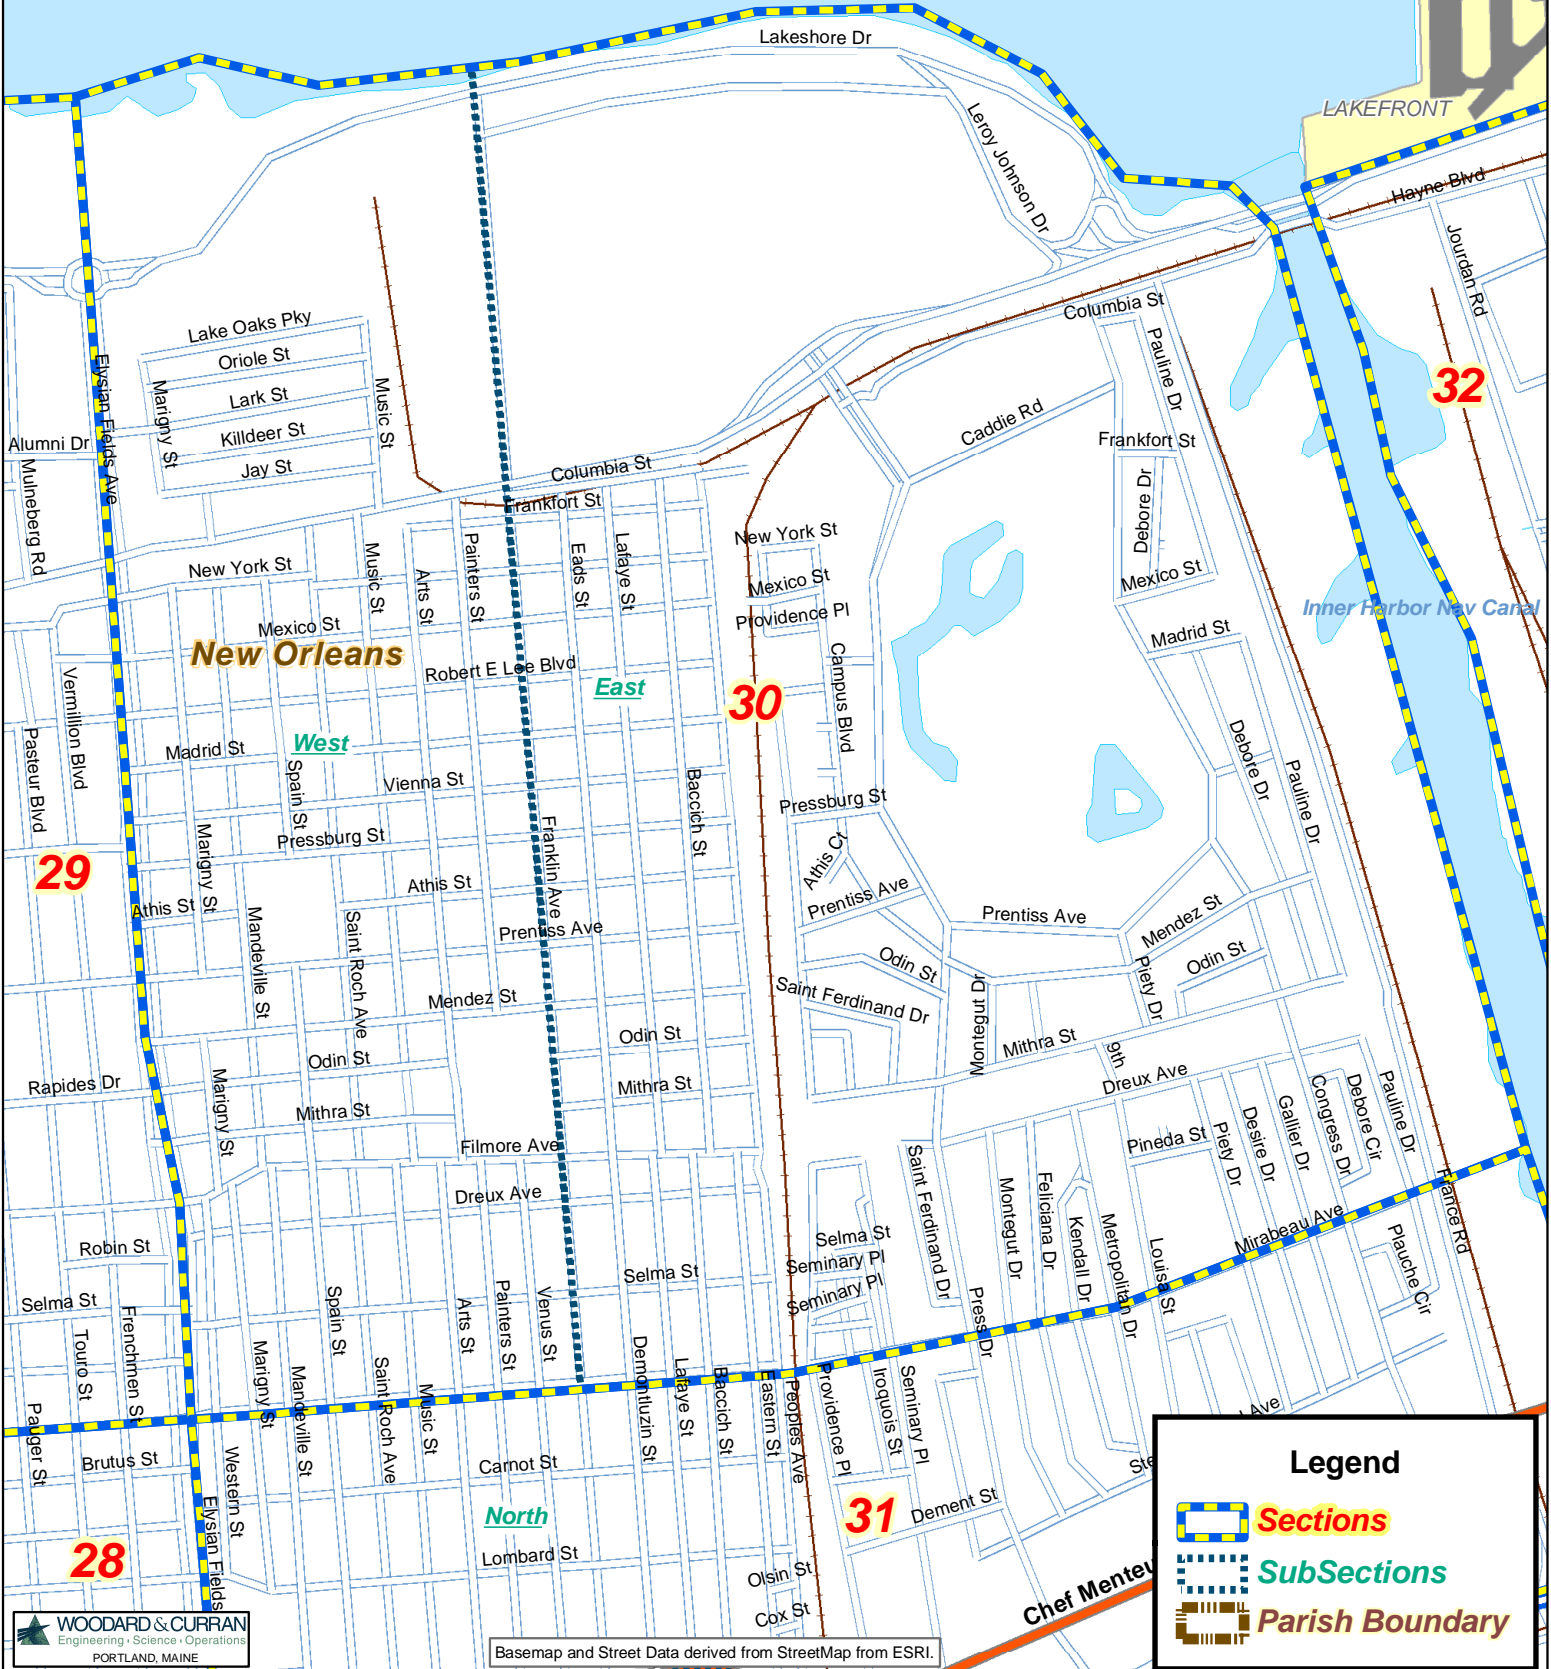 Lakeshore Dr
LAKEFRONT
Leroy Johnson Dr
Hayne Blvd
Jourdan Rd
Columbia St
Lake Oaks Pky
Oriole St
Lark St
Killdeer St
Jay St
Marigny St
Music St
Elysian Fields Ave
Alumni Dr
Mulneberg Rd
Pauline Dr
32
Caddie Rd
Frankfort St
Debore Dr
Columbia St
Frankfort St
New York St
Mexico St
Providence Pl
Campus Blvd
Mexico St
Madrid St
Inner Harbor Nav Canal
New York St
Music St
Arts St
Painters St
Eads St
Lafaye St
Mexico St
New Orleans
Robert E Lee Blvd
East
30
West
Vermillion Blvd
Pasteur Blvd
Madrid St
Spain St
Vienna St
Pressburg St
Baccich St
Pressburg St
Debore Dr
Pauline Dr
29
Marigny St
Athis St
Athis St
Franklin Ave
Athis Ct
Prentiss Ave
Prentiss Ave
Prentiss Ave
Mendez St
Mandeville St
Saint Roch Ave
Odin St
Odin St
Piety Dr
Mendez St
Saint Ferdinand Dr
Montegut Dr
Odin St
Odin St
Mithra St
9th
Dreux Ave
Rapides Dr
Marigny St
Mithra St
Mithra St
Filmore Ave
Dreux Ave
Pineda St
Piety Dr
Desire Dr
Gallier Dr
Congress Dr
Debore Cir
Pauline Dr
Saint Ferdinand Dr
Montegut Dr
Feliciana Dr
Kendall Dr
Metropolitan Dr
Louisa St
Mirabeau Ave
France Rd
Plauche Cir
Robin St
Selma St
Selma St
Selma St
Seminary Pl
Seminary Pl
Press Dr
Touro St
Frenchmen St
Spain St
Arts St
Painters St
Venus St
Pauger St
Marigny St
Mandeville St
Saint Roch Ave
Music St
Demontluzin St
Lafaye St
Baccich St
Eastern St
Peoples Ave
Providence Pl
Iroquois St
Seminary Pl
Brutus St
Western St
Elysian Fields
Carnot St
North
Lombard St
31
Dement St
28
Olsin St
Cox St
Ave
Ste
Chef Menteu
Legend
Sections
SubSections
Parish Boundary
WOODARD & CURRAN
Engineering · Science · Operations
PORTLAND, MAINE
Basemap and Street Data derived from StreetMap from ESRI.